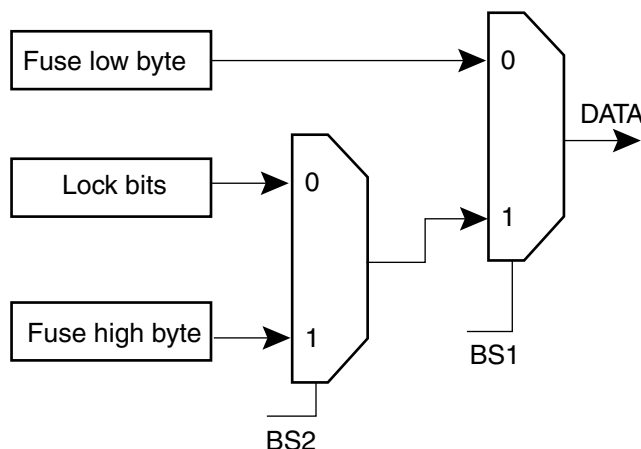 Fuse low byte
0
DATA
Lock bits
0
1
Fuse high byte
1
BS1
BS2